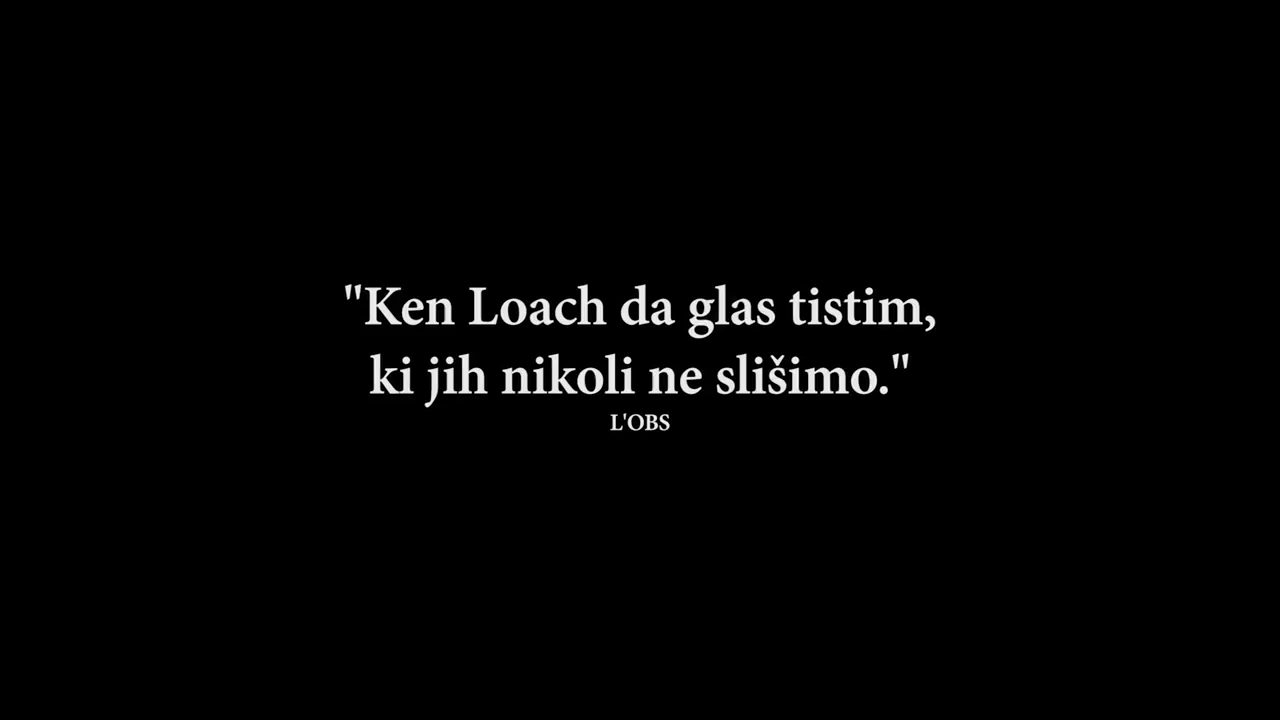 "Ken Loach da glas tistim,
ki jih nikoli ne slišimo."
L'OBS